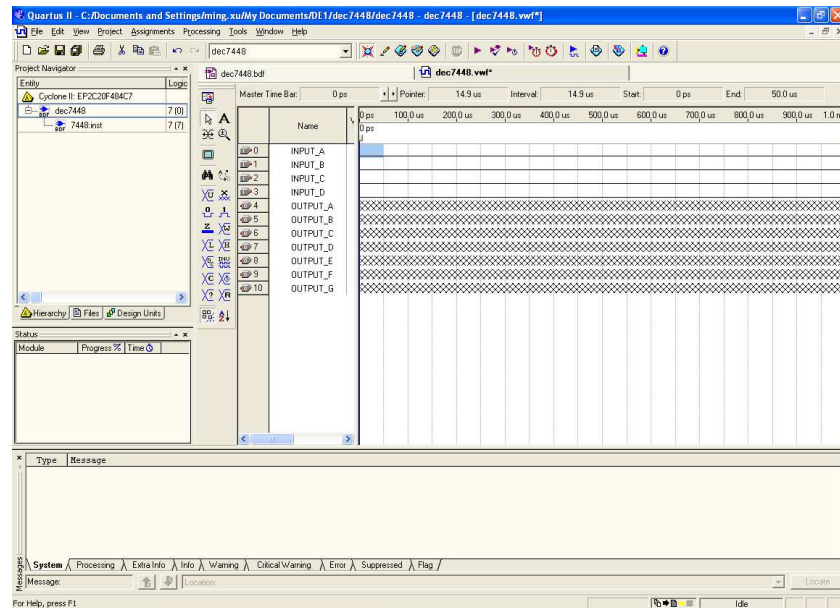 Quartus II - C:/Documents and Settings/ming.xu/My Documents/DE1/dec7448/dec7448 - dec7448 - [dec7448.vwf*]
File Edit View Project Assignments Processing Tools Window Help
dec7448
Project Navigator
Entity Logic
Cyclone II: EP2C20F484C7
dec7448 7 (0)
7448:inst 7 (7)
Hierarchy Files Design Units
Status
Module Progress % Time
dec7448.bdf
dec7448.vwf*
Master Time Bar: 0 ps Pointer: 14.9 us Interval: 14.9 us Start: 0 ps End: 50.0 us
Name
0 ps 100.0 us 200.0 us 300.0 us 400.0 us 500.0 us 600.0 us 700.0 us 800.0 us 900.0 us
0 ps
0 INPUT_A
1 INPUT_B
2 INPUT_C
3 INPUT_D
4 OUTPUT_A
5 OUTPUT_B
6 OUTPUT_C
7 OUTPUT_D
8 OUTPUT_E
9 OUTPUT_F
10 OUTPUT_G
Type Message
System Processing Extra Info Info Warning Critical Warning Error Suppressed Flag
Messages
Message: Location: Locate
For Help, press F1
Idle